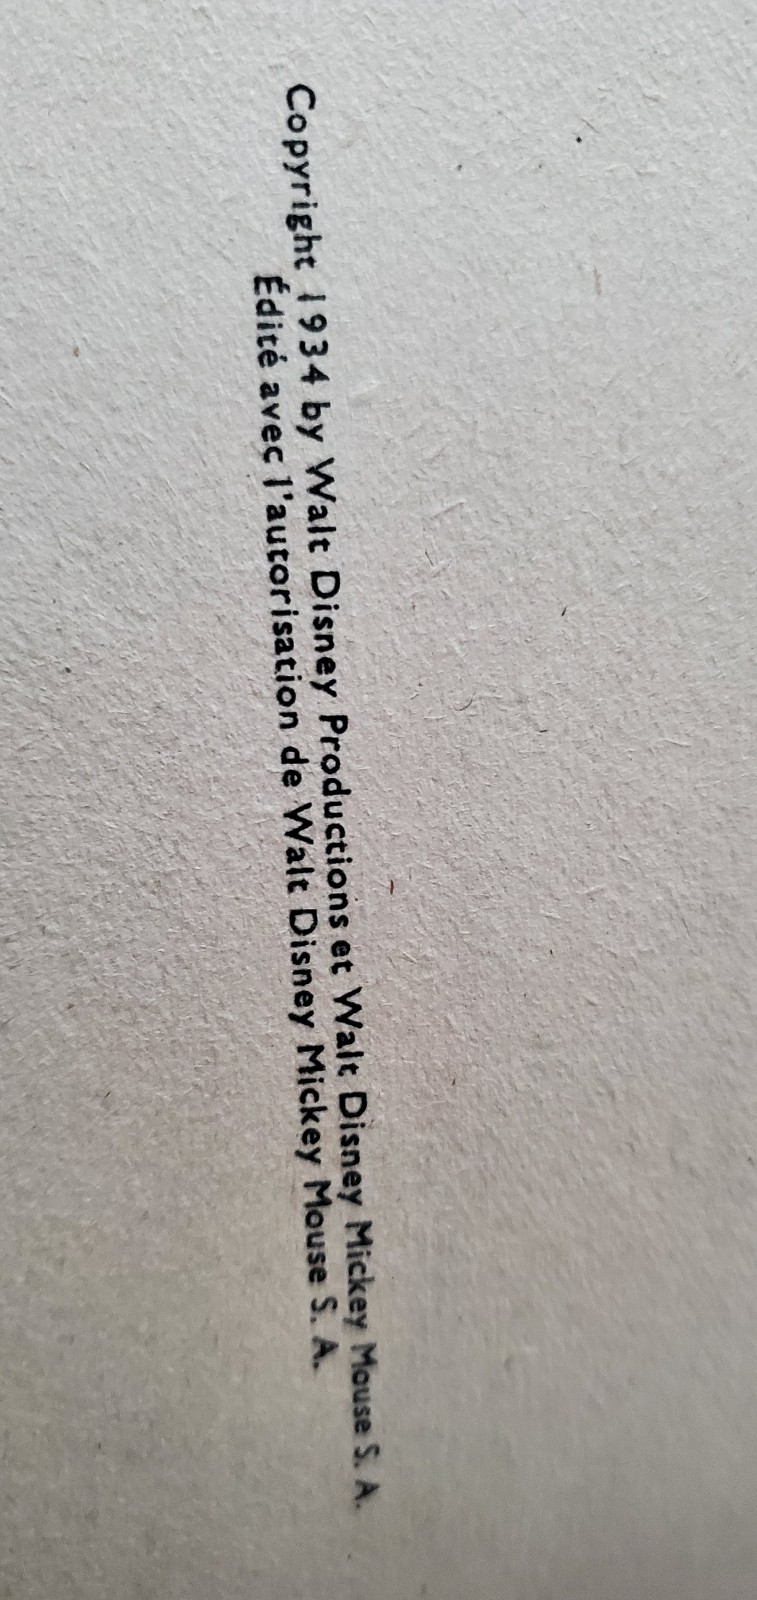 Copyright 1934 by Walt Disney Productions et Walt Disney Mickey Mouse S. A.
Édité avec l'autorisation de Walt Disney Mickey Mouse S. A.